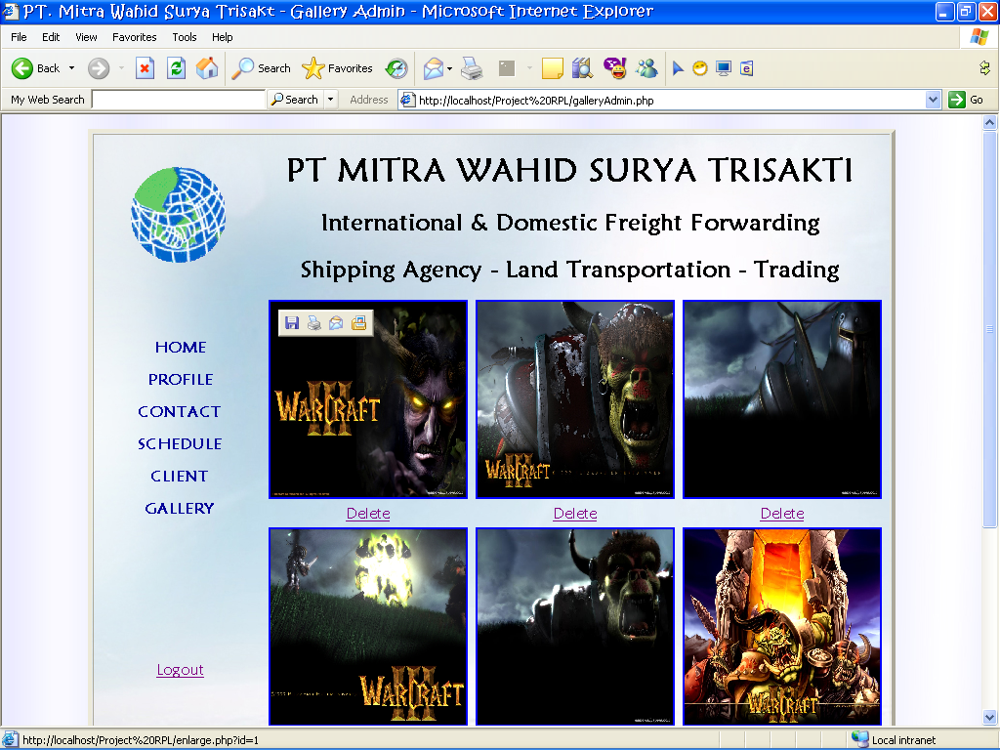 PT. Mitra Wahid Surya Trisakt - Gallery Admin - Microsoft Internet Explorer
File Edit View Favorites Tools Help
Back Search Favorites
My Web Search Search Address http://localhost/Project%20RPL/galleryAdmin.php Go
PT MITRA WAHID SURYA TRISAKTI
International & Domestic Freight Forwarding
Shipping Agency - Land Transportation - Trading
HOME
PROFILE
CONTACT
SCHEDULE
CLIENT
GALLERY
Logout
WARCRAFT III
WARCRAFT III
Delete Delete Delete
WARCRAFT III
WARCRAFT III
http://localhost/Project%20RPL/enlarge.php?id=1 Local intranet